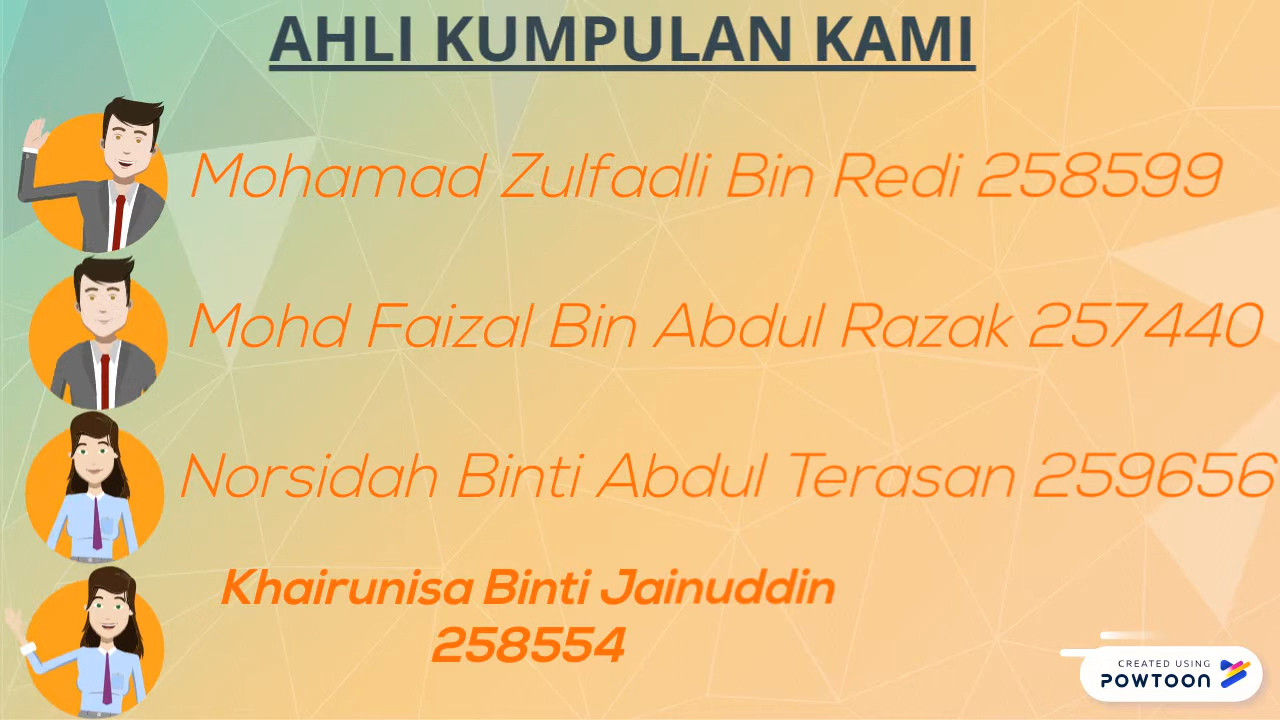 AHLI KUMPULAN KAMI
Mohamad Zulfadli Bin Redi 258599
Mohd Faizal Bin Abdul Razak 257440
Norsidah Binti Abdul Terasan 259656
Khairunisa Binti Jainuddin
258554
CREATED USING
POWTOON